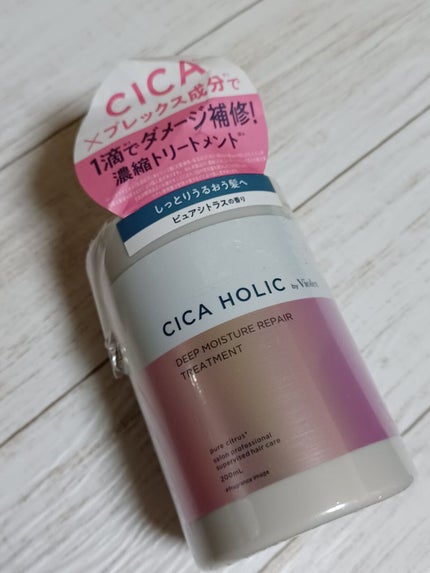 CICA
×プレックス成分で
1滴でダメージ補修!
濃縮トリートメント
しっとりうるおう髪へ
ピュアシトラスの香り
CICA HOLIC by Violet
DEEP MOISTURE REPAIR
TREATMENT
pure citrus*
salon professional
supervised hair care
200mL
*fragrance image